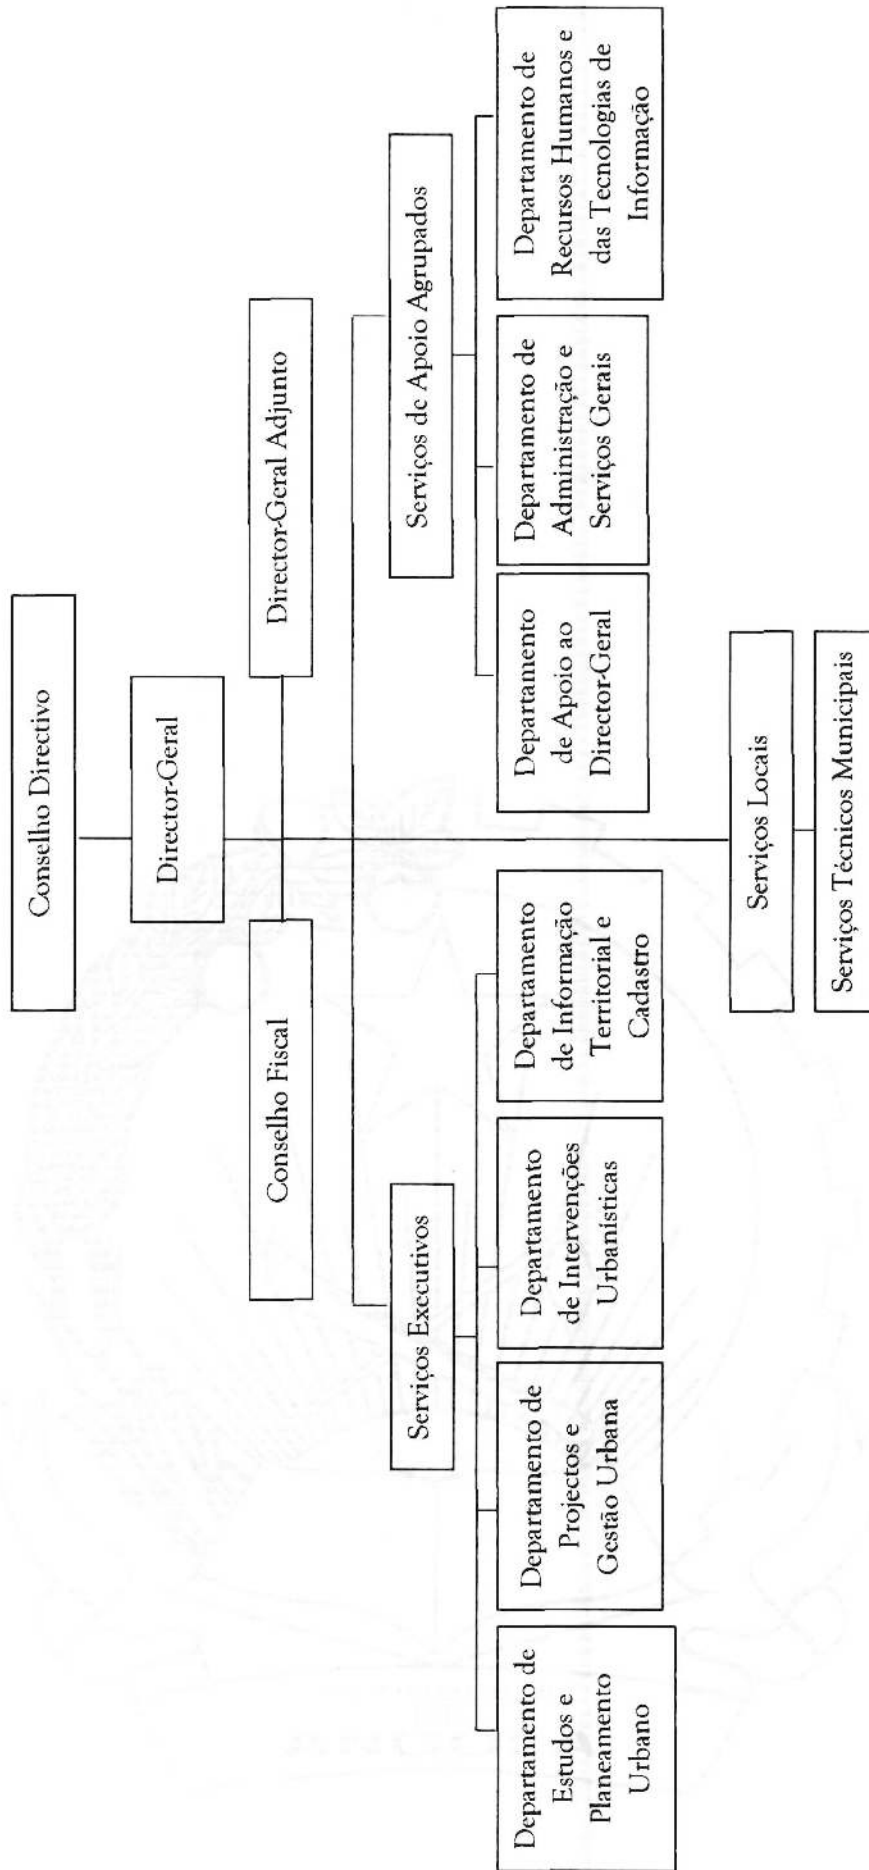 Conselho Directivo
Director-Geral
Conselho Fiscal
Director-Geral Adjunto
Serviços Executivos
Serviços de Apoio Agrupados
Departamento de
Estudos e
Planeamento
Urbano
Departamento de
Projectos e
Gestão Urbana
Departamento
de Intervenções
Urbanísticas
Departamento
de Informação
Territorial e
Cadastro
Departamento
de Apoio ao
Director-Geral
Departamento de
Administração e
Serviços Gerais
Departamento de
Recursos Humanos e
das Tecnologias de
Informação
Serviços Locais
Serviços Técnicos Municipais